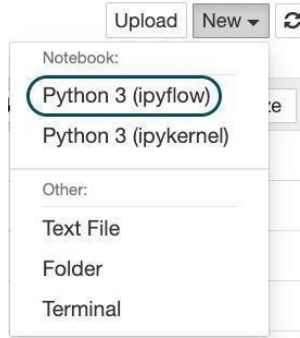 Upload New
Notebook:
Python 3 (ipyflow)
Python 3 (ipykernel)
Other:
Text File
Folder
Terminal